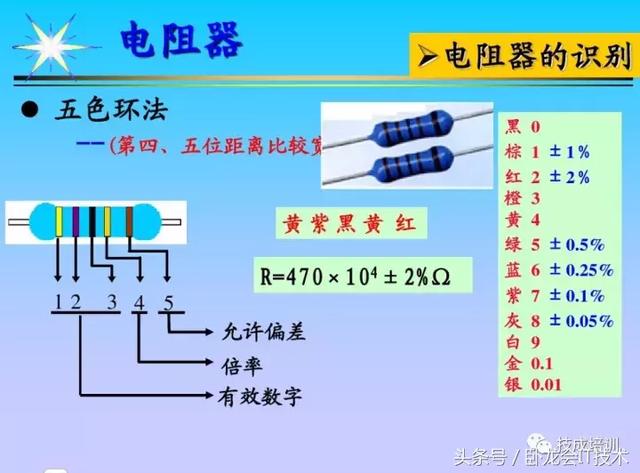 电阻器
➢电阻器的识别
● 五色环法
--(第四、五位距离比较宽
黑 0
棕 1 ±1%
红 2 ±2%
橙 3
黄 4
绿 5 ±0.5%
蓝 6 ±0.25%
紫 7 ±0.1%
灰 8 ±0.05%
白 9
金 0.1
银 0.01
黄紫黑黄红
R=470×10⁴±2%Ω
1 2 3 4 5
允许偏差
倍率
有效数字
技成培训
头条号 / 卧龙会IT技术